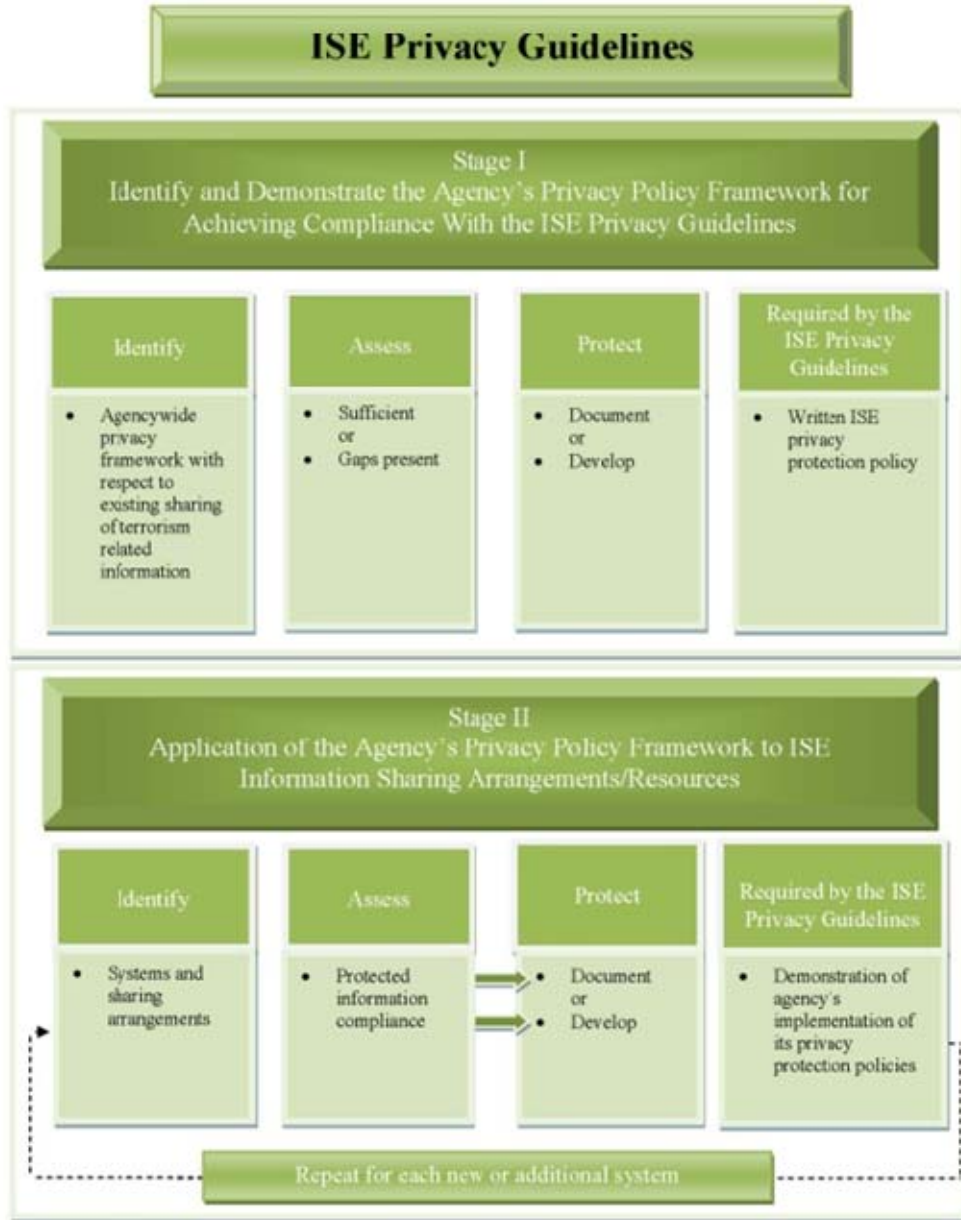 ISE Privacy Guidelines
Stage I
Identify and Demonstrate the Agency's Privacy Policy Framework for
Achieving Compliance With the ISE Privacy Guidelines
Identify
• Agencywide
privacy
framework with
respect to
existing sharing
of terrorism
related
information
Assess
• Sufficient
or
• Gaps present
Protect
• Document
or
• Develop
Required by the
ISE Privacy
Guidelines
• Written ISE
privacy
protection policy
Stage II
Application of the Agency's Privacy Policy Framework to ISE
Information Sharing Arrangements/Resources
Identify
• Systems and
sharing
arrangements
Assess
• Protected
information
compliance
Protect
• Document
or
• Develop
Required by the ISE
Privacy Guidelines
• Demonstration of
agency's
implementation of
its privacy
protection policies
Repeat for each new or additional system